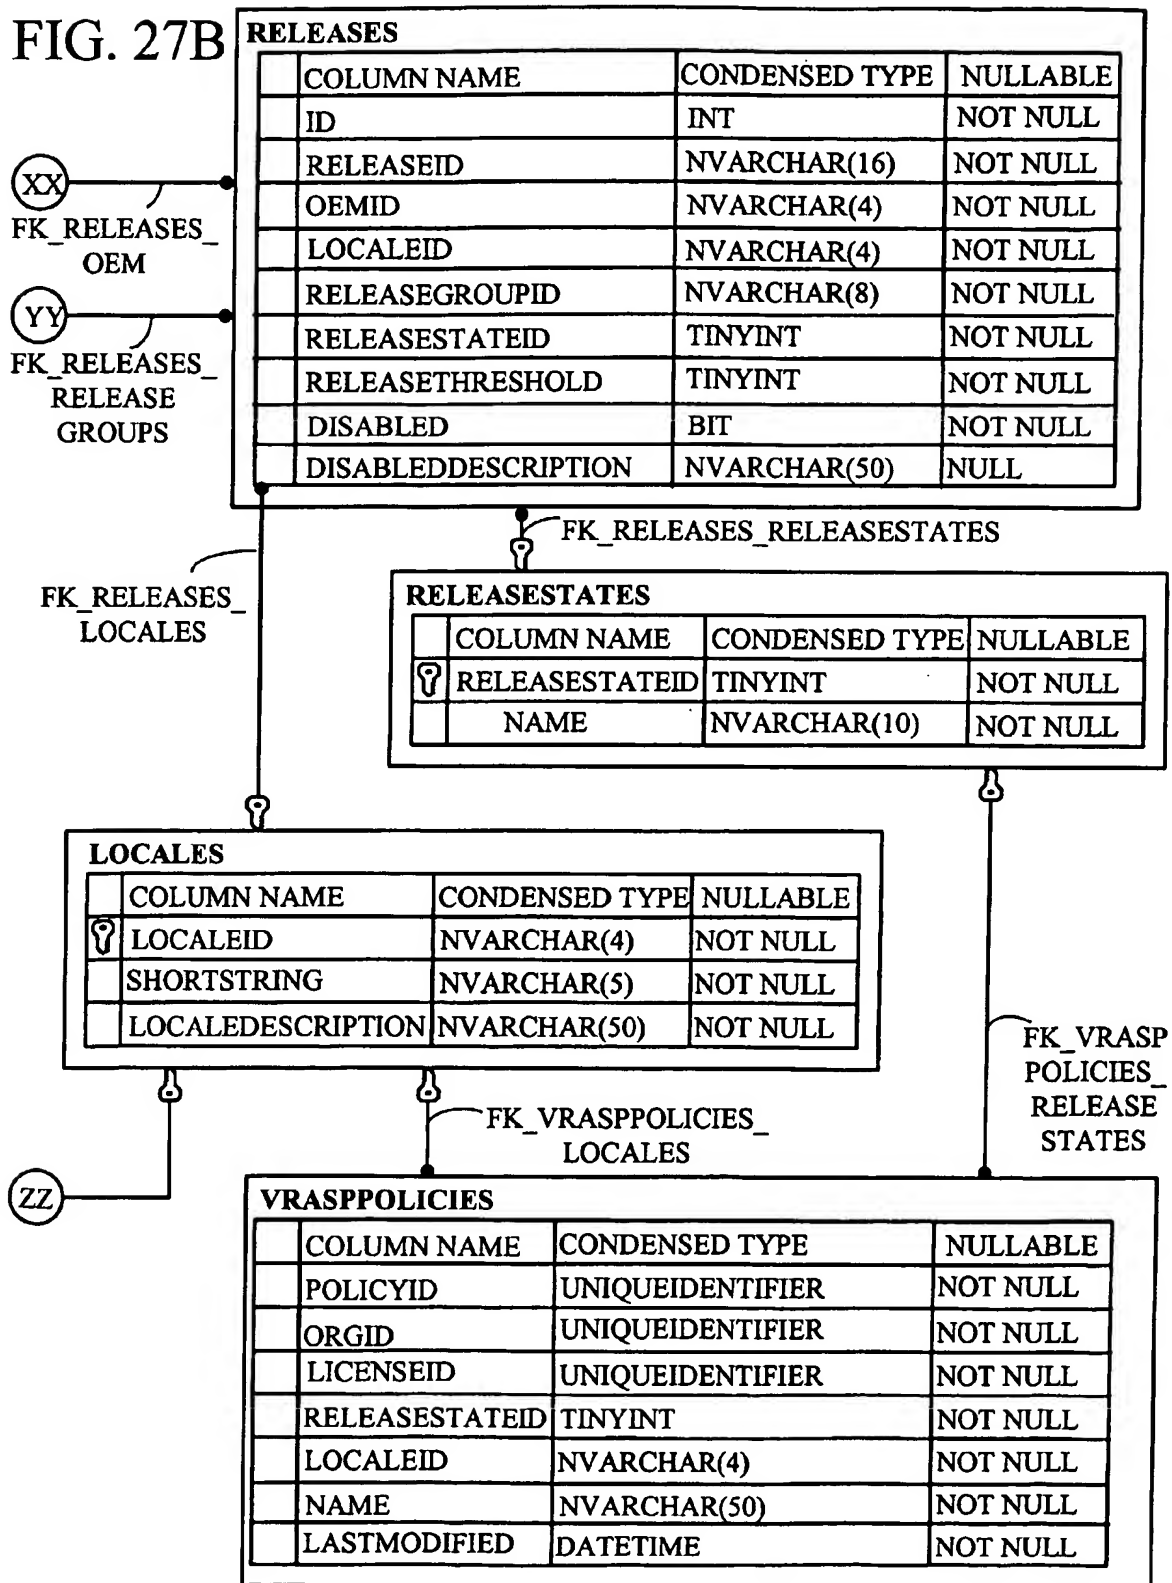 FIG. 27B
RELEASES
COLUMN NAME CONDENSED TYPE NULLABLE
ID INT NOT NULL
RELEASEID NVARCHAR(16) NOT NULL
OEMID NVARCHAR(4) NOT NULL
LOCALEID NVARCHAR(4) NOT NULL
RELEASEGROUPID NVARCHAR(8) NOT NULL
RELEASESTATEID TINYINT NOT NULL
RELEASETHRESHOLD TINYINT NOT NULL
DISABLED BIT NOT NULL
DISABLEDDESCRIPTION NVARCHAR(50) NULL
XX
FK_RELEASES_
OEM
YY
FK_RELEASES_
RELEASE
GROUPS
FK_RELEASES_RELEASESTATES
FK_RELEASES_
LOCALES
RELEASESTATES
COLUMN NAME CONDENSED TYPE NULLABLE
RELEASESTATEID TINYINT NOT NULL
NAME NVARCHAR(10) NOT NULL
LOCALES
COLUMN NAME CONDENSED TYPE NULLABLE
LOCALEID NVARCHAR(4) NOT NULL
SHORTSTRING NVARCHAR(5) NOT NULL
LOCALEDESCRIPTION NVARCHAR(50) NOT NULL
FK_VRASP
POLICIES_
RELEASE
STATES
FK_VRASPPOLICIES_
LOCALES
ZZ
VRASPPOLICIES
COLUMN NAME CONDENSED TYPE NULLABLE
POLICYID UNIQUEIDENTIFIER NOT NULL
ORGID UNIQUEIDENTIFIER NOT NULL
LICENSEID UNIQUEIDENTIFIER NOT NULL
RELEASESTATEID TINYINT NOT NULL
LOCALEID NVARCHAR(4) NOT NULL
NAME NVARCHAR(50) NOT NULL
LASTMODIFIED DATETIME NOT NULL